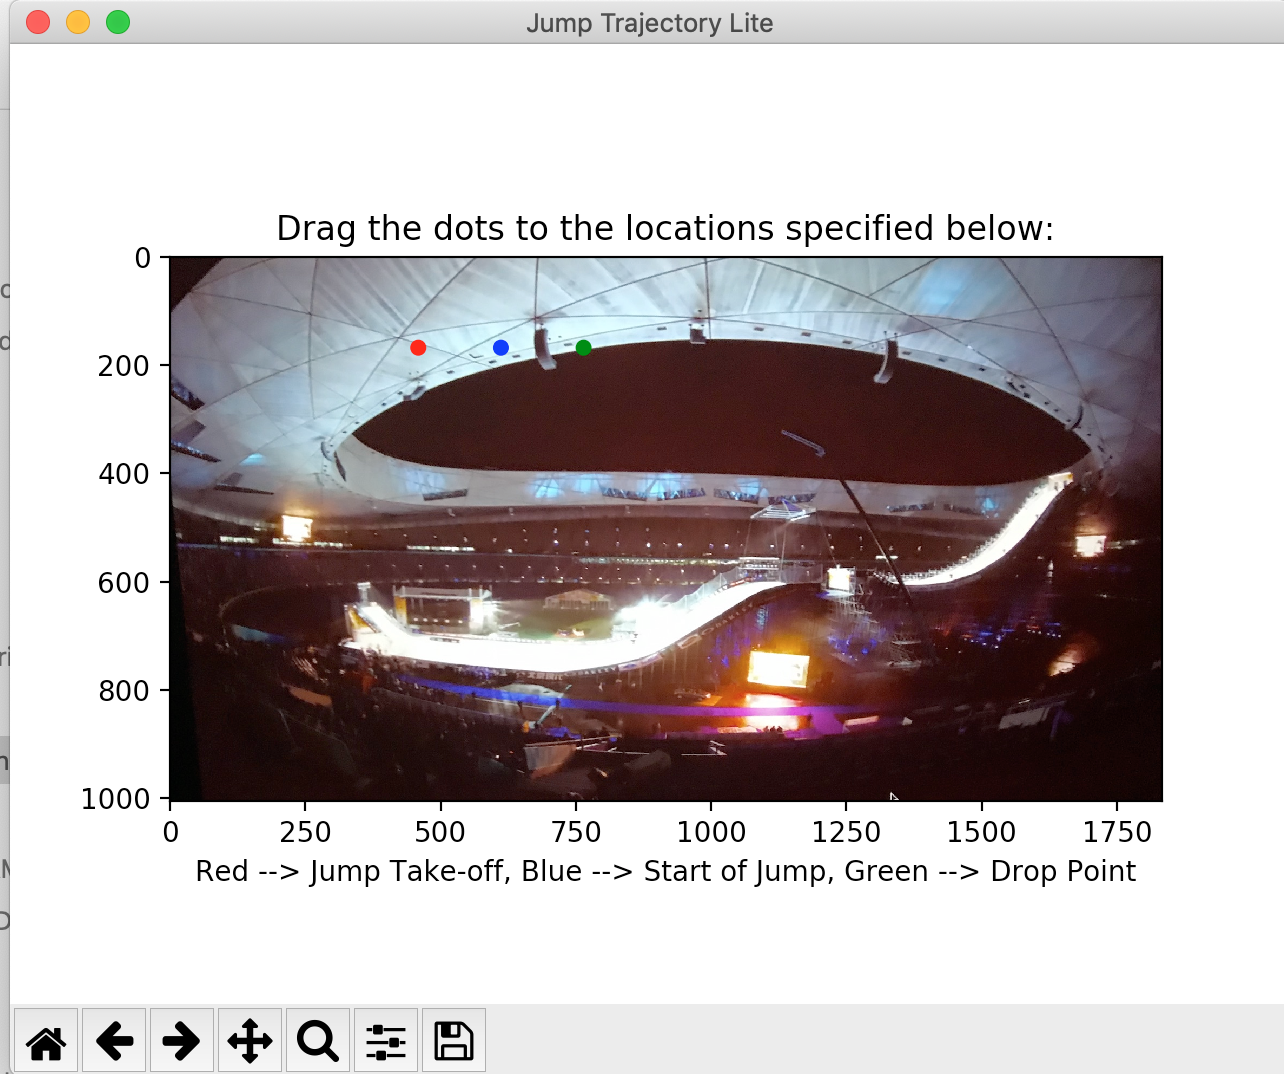 Jump Trajectory Lite
Drag the dots to the locations specified below:
0
200
400
600
800
1000
0 250 500 750 1000 1250 1500 1750
Red --> Jump Take-off, Blue --> Start of Jump, Green --> Drop Point